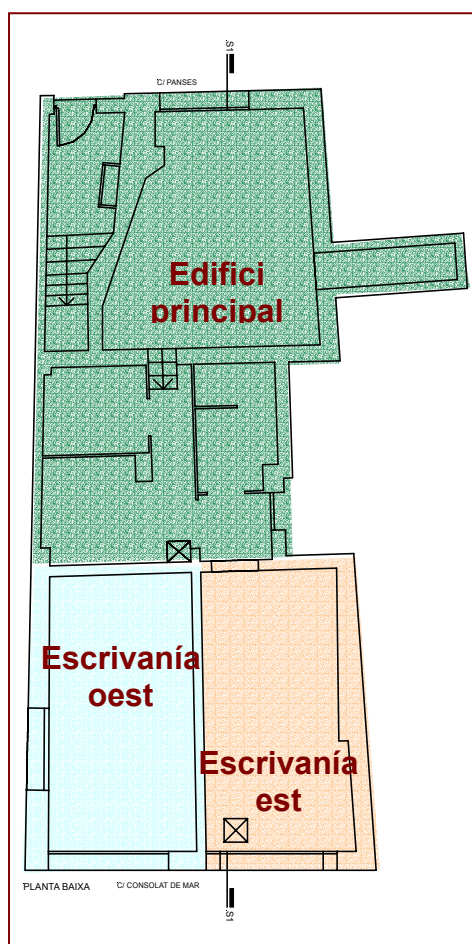 .S1
C/ PANSES
Edifici
principal
Escrivanía
oest
Escrivanía
est
PLANTA BAIXA
C/ CONSOLAT DE MAR
.S1